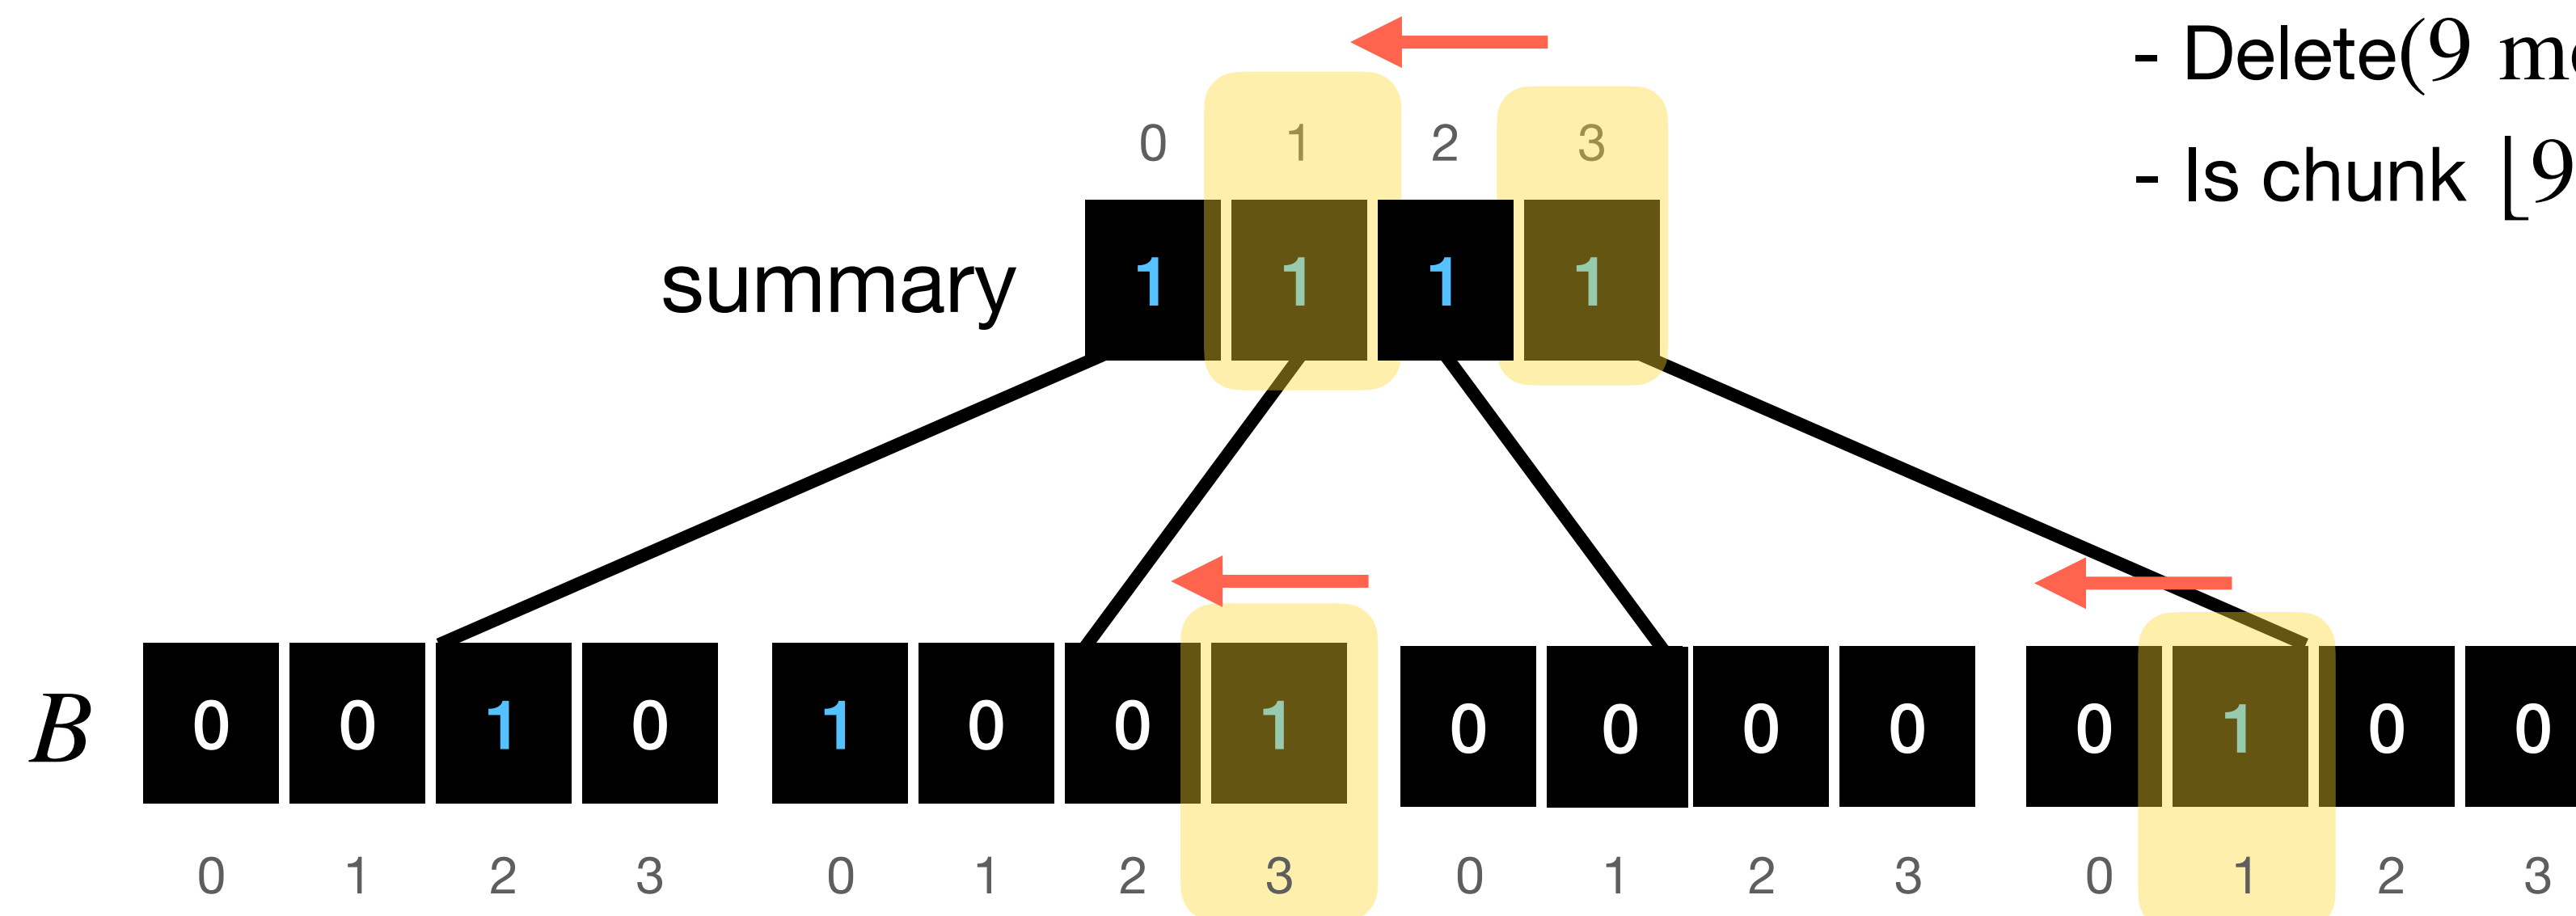 - Delete(9
- Is chunk ⌊9
0 1 2 3
summary 1 1 1 1
B 0 0 1 0 1 0 0 1 0 0 0 0 0 1 0 0
0 1 2 3 0 1 2 3 0 1 2 3 0 1 2 3